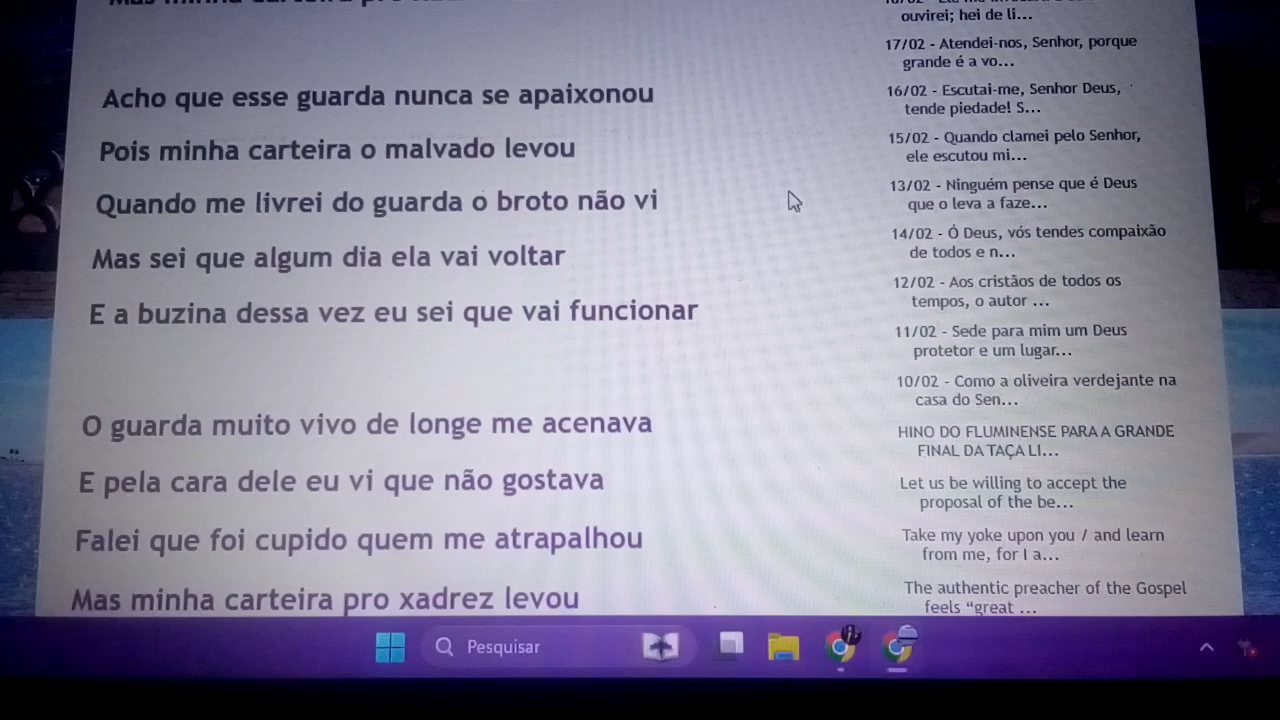 Acho que esse guarda nunca se apaixonou
Pois minha carteira o malvado levou
Quando me livrei do guarda o broto não vi
Mas sei que algum dia ela vai voltar
E a buzina dessa vez eu sei que vai funcionar
O guarda muito vivo de longe me acenava
E pela cara dele eu vi que não gostava
Falei que foi cupido quem me atrapalhou
Mas minha carteira pro xadrez levou
ouvirei; hei de li...
17/02 - Atendei-nos, Senhor, porque
grande é a vo...
16/02 - Escutai-me, Senhor Deus,
tende piedade! S...
15/02 - Quando clamei pelo Senhor,
ele escutou mi...
13/02 - Ninguém pense que é Deus
que o leva a faze...
14/02 - Ó Deus, vós tendes compaixão
de todos e n...
12/02 - Aos cristãos de todos os
tempos, o autor ...
11/02 - Sede para mim um Deus
protetor e um lugar...
10/02 - Como a oliveira verdejante na
casa do Sen...
HINO DO FLUMINENSE PARA A GRANDE
FINAL DA TAÇA LI...
Let us be willing to accept the
proposal of the be...
Take my yoke upon you / and learn
from me, for I a...
The authentic preacher of the Gospel
feels “great ...
Pesquisar